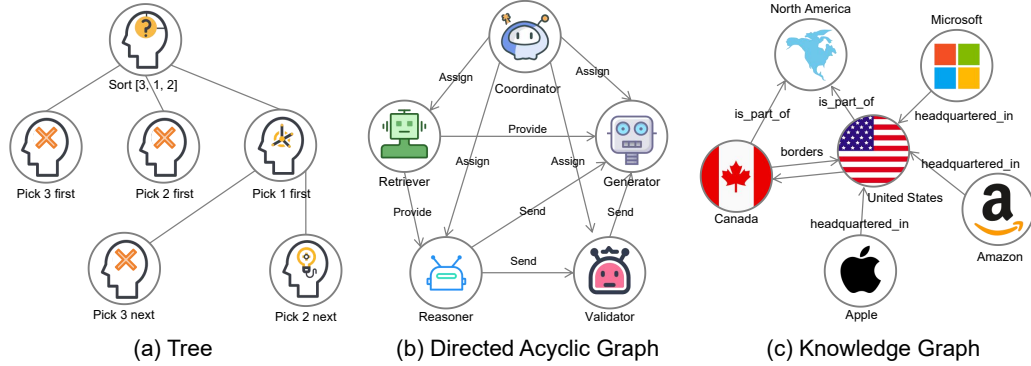 ?
Sort [3, 1, 2]
Pick 3 first
Pick 2 first
Pick 1 first
Pick 3 next
Pick 2 next
(a) Tree
Coordinator
Assign
Assign
Assign
Assign
Retriever
Provide
Generator
Provide
Send
Send
Send
Reasoner
Validator
(b) Directed Acyclic Graph
North America
Microsoft
is_part_of
is_part_of
headquartered_in
borders
headquartered_in
Canada
United States
headquartered_in
a
Amazon
Apple
(c) Knowledge Graph